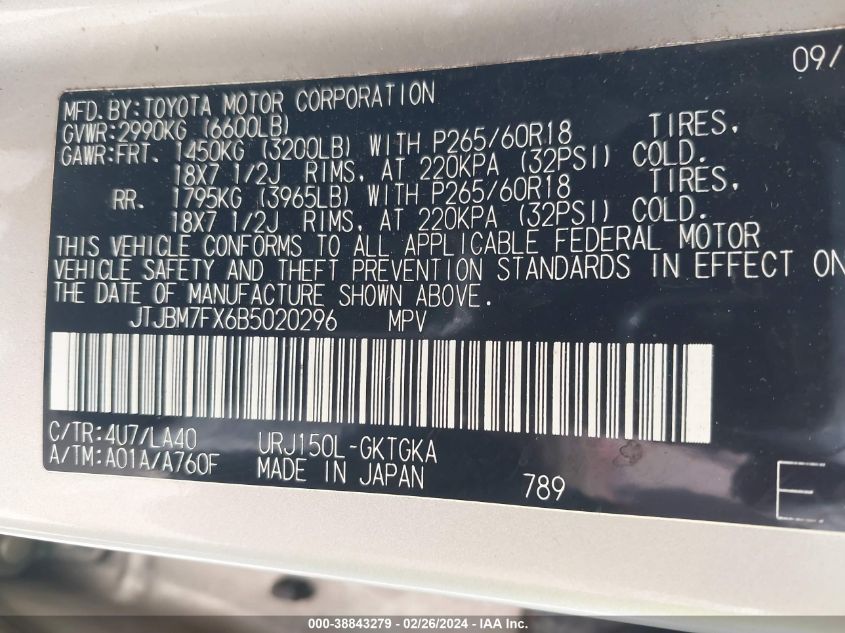 09/
MFD. BY: TOYOTA MOTOR CORPORATION
GVWR: 2990KG (6600LB)
GAWR: FRT. 1450KG (3200LB) WITH P265/60R18 TIRES,
18X7 1/2J RIMS, AT 220KPA (32PSI) COLD.
RR. 1795KG (3965LB) WITH P265/60R18 TIRES,
18X7 1/2J RIMS, AT 220KPA (32PSI) COLD.
THIS VEHICLE CONFORMS TO ALL APPLICABLE FEDERAL MOTOR
VEHICLE SAFETY AND THEFT PREVENTION STANDARDS IN EFFECT ON
THE DATE OF MANUFACTURE SHOWN ABOVE.
JTJBM7FX6B5020296 MPV
C/TR: 4U7/LA40 URJ150L-GKTGKA
A/TM: A01A/A760F MADE IN JAPAN 789 E
000-38843279 - 02/26/2024 - IAA Inc.